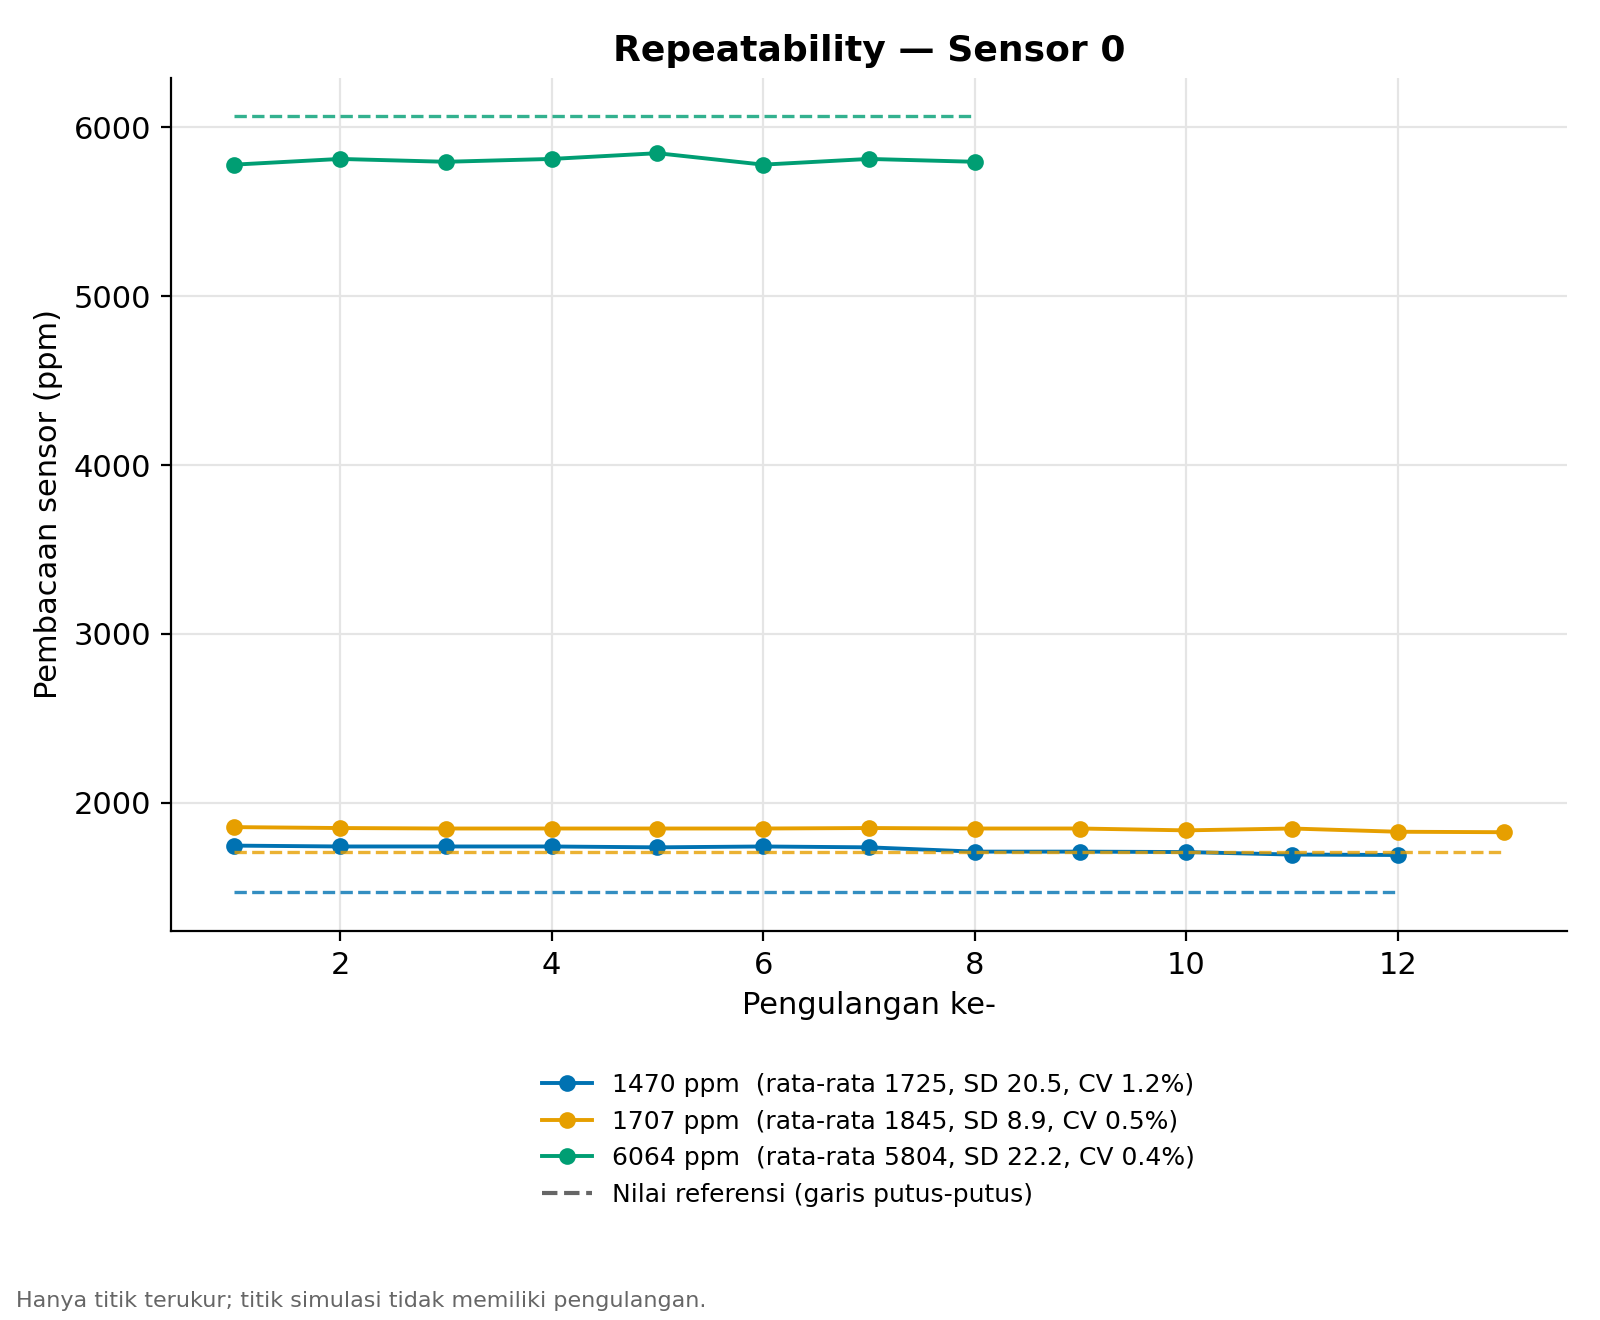 Repeatability — Sensor 0
Pembacaan sensor (ppm)
6000
5000
4000
3000
2000
2 4 6 8 10 12
Pengulangan ke-
1470 ppm (rata-rata 1725, SD 20.5, CV 1.2%)
1707 ppm (rata-rata 1845, SD 8.9, CV 0.5%)
6064 ppm (rata-rata 5804, SD 22.2, CV 0.4%)
Nilai referensi (garis putus-putus)
Hanya titik terukur; titik simulasi tidak memiliki pengulangan.